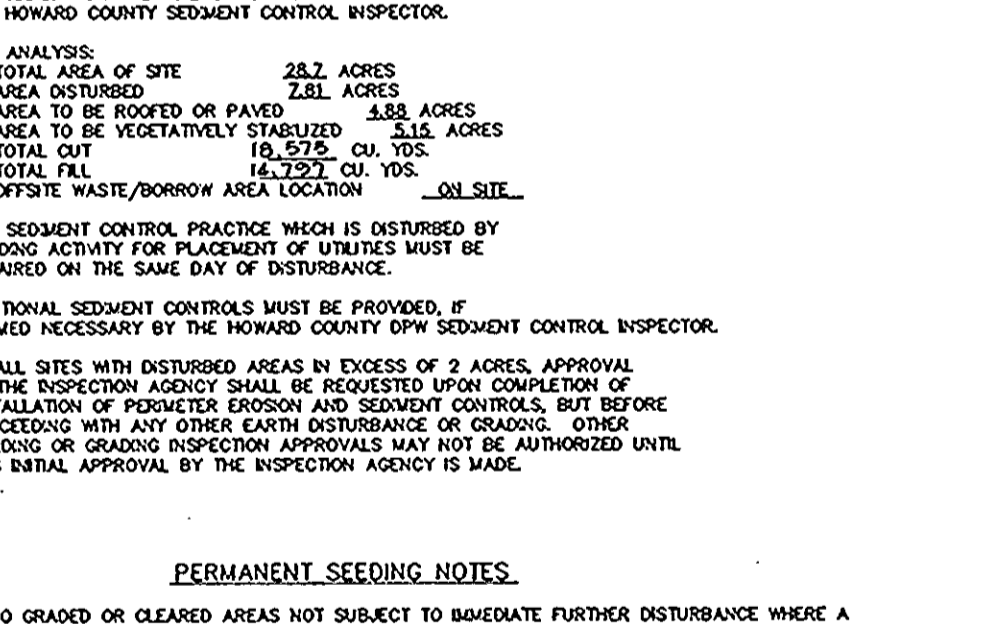 HOWARD COUNTY SEDIMENT CONTROL INSPECTOR.
ANALYSIS:
TOTAL AREA OF SITE 28.7 ACRES
AREA DISTURBED 7.81 ACRES
AREA TO BE ROOFED OR PAVED ACRES
AREA TO BE VEGETATIVELY STABILIZED 5.15 ACRES
TOTAL CUT 18,575 CU. YDS.
TOTAL FILL 14,797 CU. YDS.
OFFSITE WASTE/BORROW AREA LOCATION ON SITE
SEDIMENT CONTROL PRACTICE WHICH IS DISTURBED BY
DING ACTIVITY FOR PLACEMENT OF UTILITIES MUST BE
AIRED ON THE SAME DAY OF DISTURBANCE.
TIONAL SEDIMENT CONTROLS MUST BE PROVIDED, IF
MED NECESSARY BY THE HOWARD COUNTY DPW SEDIMENT CONTROL INSPECTOR.
ALL SITES WITH DISTURBED AREAS IN EXCESS OF 2 ACRES, APPROVAL
THE INSPECTION AGENCY SHALL BE REQUESTED UPON COMPLETION OF
ALLATION OF PERIMETER EROSION AND SEDIMENT CONTROLS, BUT BEFORE
CEEDING WITH ANY OTHER EARTH DISTURBANCE OR GRADING. OTHER
DING OR GRADING INSPECTION APPROVALS MAY NOT BE AUTHORIZED UNTIL
S INITIAL APPROVAL BY THE INSPECTION AGENCY IS MADE.
PERMANENT SEEDING NOTES
O GRADED OR CLEARED AREAS NOT SUBJECT TO IMMEDIATE FURTHER DISTURBANCE WHERE A